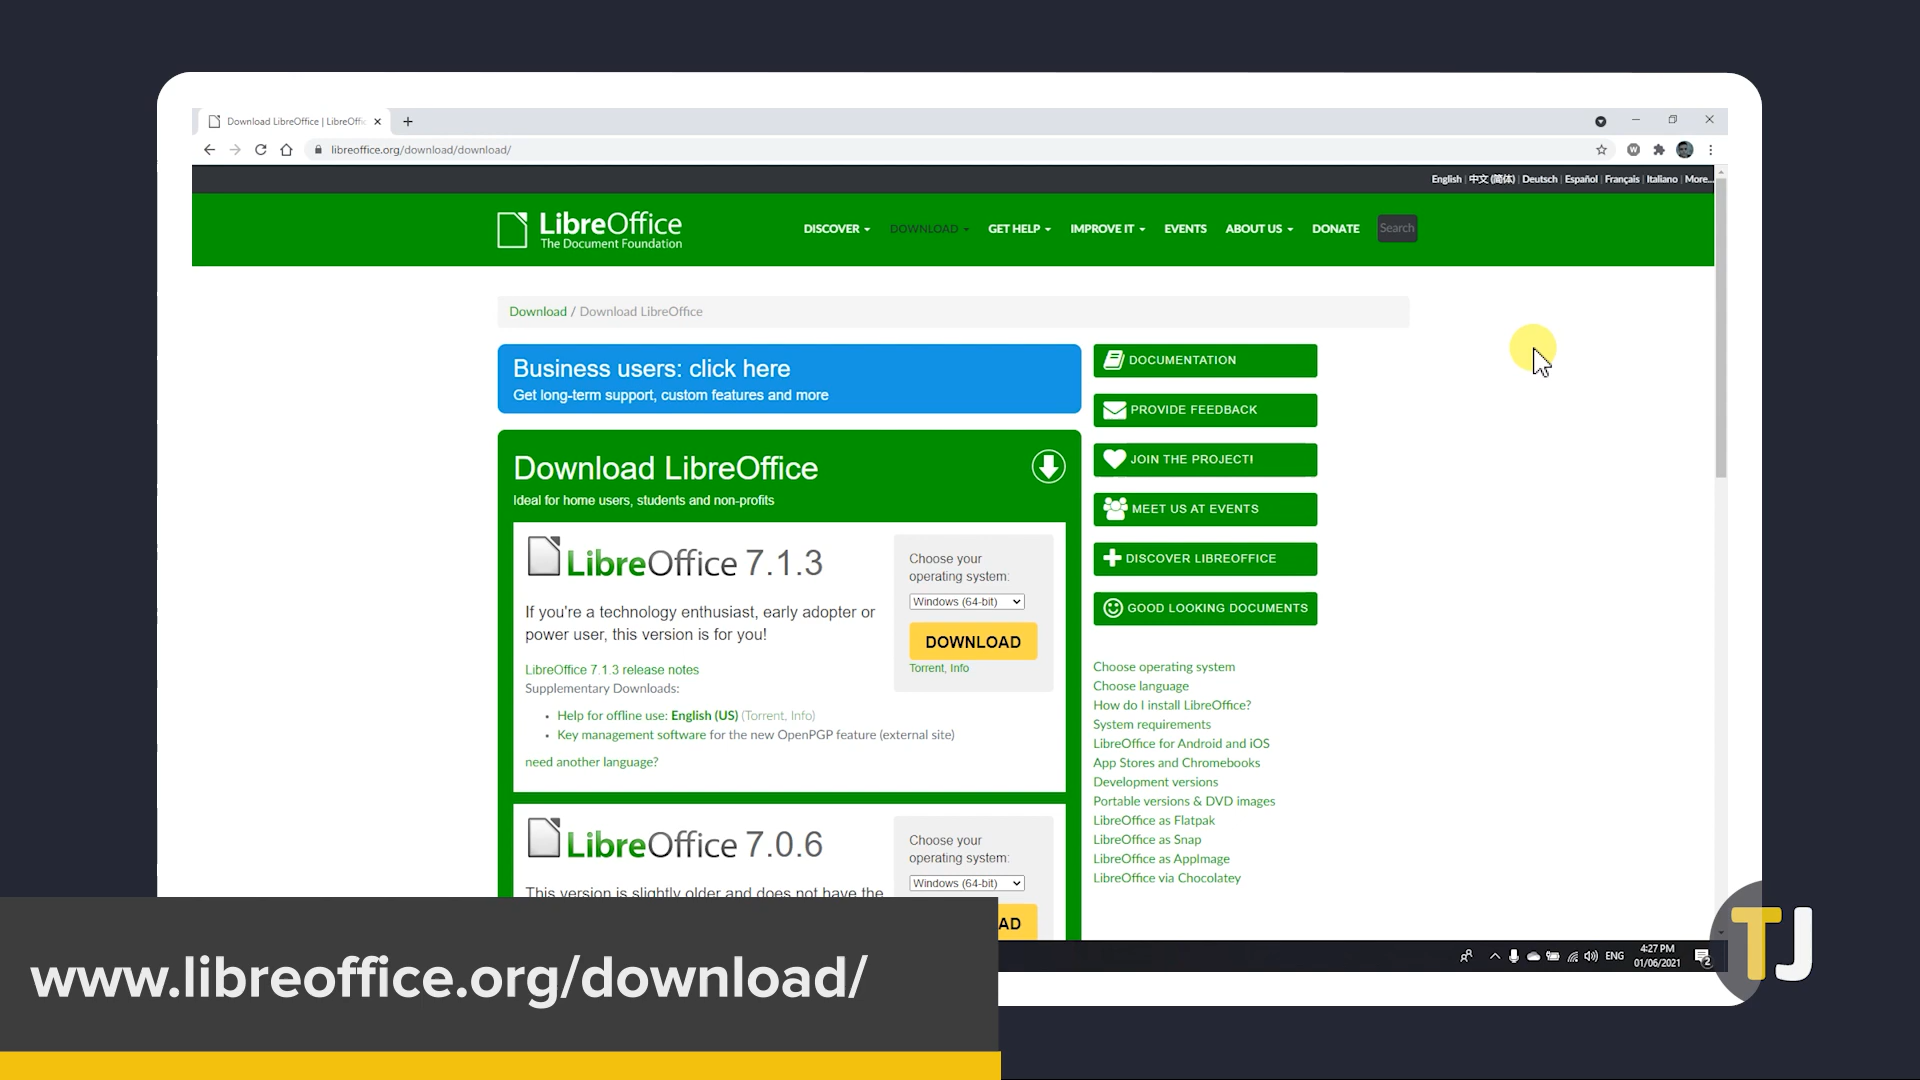 Download LibreOffice | LibreOffic
libreoffice.org/download/download/
English | 中文 (简体) | Deutsch | Español | Français | Italiano | More...
LibreOffice
The Document Foundation
DISCOVER DOWNLOAD GET HELP IMPROVE IT EVENTS ABOUT US DONATE Search
Download / Download LibreOffice
Business users: click here
Get long-term support, custom features and more
Download LibreOffice
Ideal for home users, students and non-profits
LibreOffice 7.1.3
If you're a technology enthusiast, early adopter or
power user, this version is for you!
LibreOffice 7.1.3 release notes
Supplementary Downloads:
• Help for offline use: English (US) (Torrent, Info)
• Key management software for the new OpenPGP feature (external site)
need another language?
Choose your
operating system:
Windows (64-bit)
DOWNLOAD
Torrent, Info
LibreOffice 7.0.6
This version is slightly older and does not have the
Choose your
operating system:
Windows (64-bit)
AD
DOCUMENTATION
PROVIDE FEEDBACK
JOIN THE PROJECT!
MEET US AT EVENTS
DISCOVER LIBREOFFICE
GOOD LOOKING DOCUMENTS
Choose operating system
Choose language
How do I install LibreOffice?
System requirements
LibreOffice for Android and iOS
App Stores and Chromebooks
Development versions
Portable versions & DVD images
LibreOffice as Flatpak
LibreOffice as Snap
LibreOffice as AppImage
LibreOffice via Chocolatey
ENG
4:27 PM
01/06/2021
2
TJ
www.libreoffice.org/download/